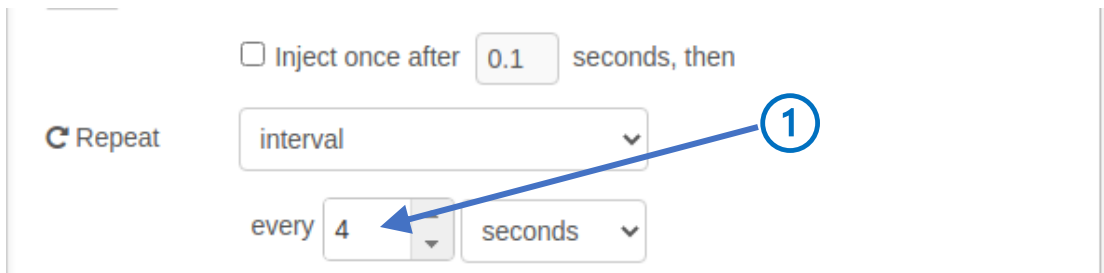 Inject once after 0.1 seconds, then
Repeat interval
1
every 4 seconds